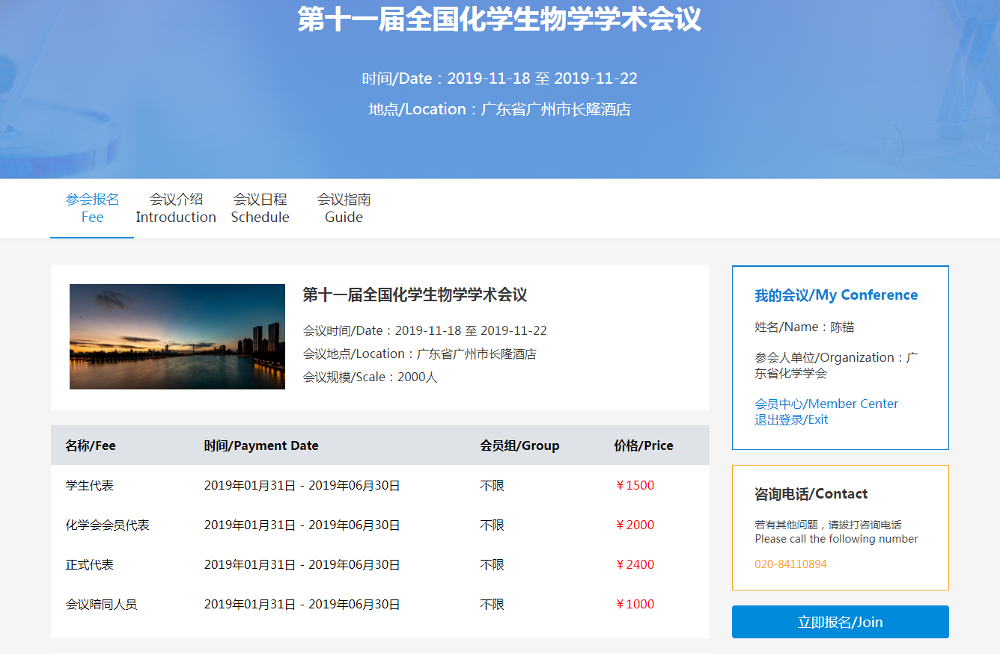 第十一届全国化学生物学学术会议
时间/Date：2019-11-18 至 2019-11-22
地点/Location：广东省广州市长隆酒店
参会报名 会议介绍 会议日程 会议指南
Fee Introduction Schedule Guide
第十一届全国化学生物学学术会议
会议时间/Date：2019-11-18 至 2019-11-22
会议地点/Location：广东省广州市长隆酒店
会议规模/Scale：2000人
名称/Fee 时间/Payment Date 会员组/Group 价格/Price
学生代表 2019年01月31日 - 2019年06月30日 不限 ￥1500
化学会会员代表 2019年01月31日 - 2019年06月30日 不限 ￥2000
正式代表 2019年01月31日 - 2019年06月30日 不限 ￥2400
会议陪同人员 2019年01月31日 - 2019年06月30日 不限 ￥1000
我的会议/My Conference
姓名/Name：陈锚
参会人单位/Organization：广
东省化学学会
会员中心/Member Center
退出登录/Exit
咨询电话/Contact
若有其他问题，请拔打咨询电话
Please call the following number
020-84110894
立即报名/Join